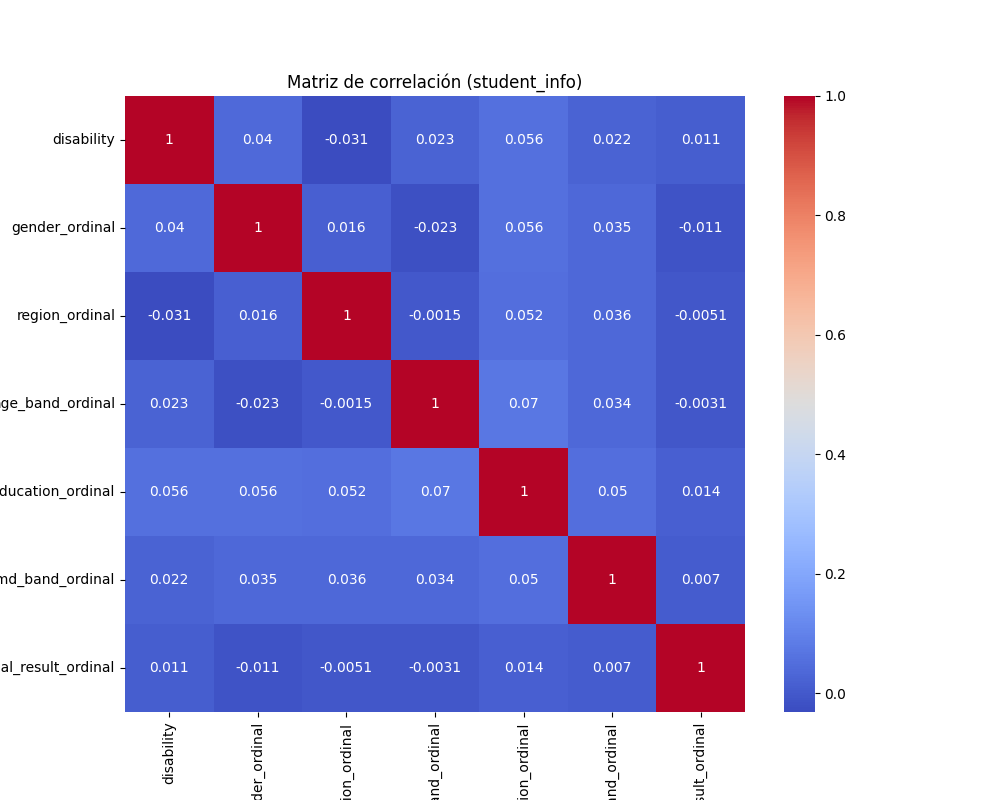 Matriz de correlación (student_info)
disability 1 0.04 -0.031 0.023 0.056 0.022 0.011
gender_ordinal 0.04 1 0.016 -0.023 0.056 0.035 -0.011
region_ordinal -0.031 0.016 1 -0.0015 0.052 0.036 -0.0051
ge_band_ordinal 0.023 -0.023 -0.0015 1 0.07 0.034 -0.0031
ducation_ordinal 0.056 0.056 0.052 0.07 1 0.05 0.014
md_band_ordinal 0.022 0.035 0.036 0.034 0.05 1 0.007
al_result_ordinal 0.011 -0.011 -0.0051 -0.0031 0.014 0.007 1
disability
der_ordinal
ion_ordinal
and_ordinal
ion_ordinal
and_ordinal
sult_ordinal
1.0
0.8
0.6
0.4
0.2
0.0